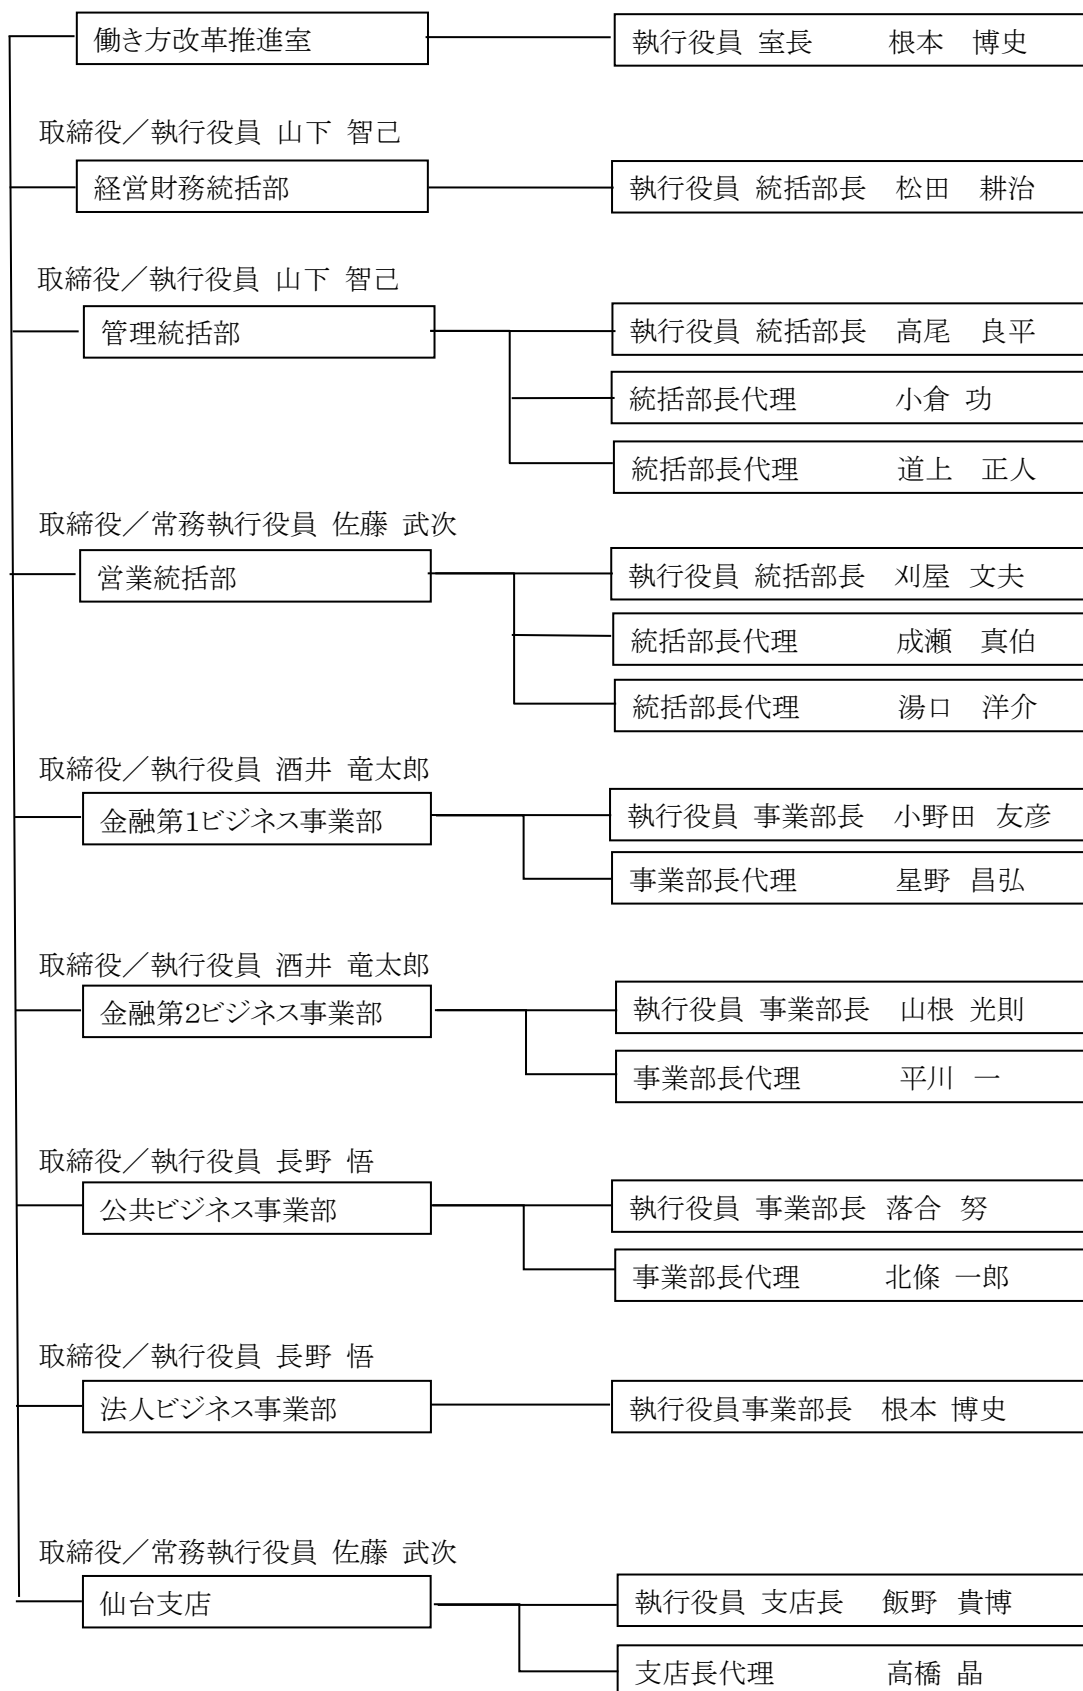 働き方改革推進室 執行役員 室長 根本 博史
取締役／執行役員 山下 智己
経営財務統括部 執行役員 統括部長 松田 耕治
取締役／執行役員 山下 智己
管理統括部 執行役員 統括部長 高尾 良平
統括部長代理 小倉 功
統括部長代理 道上 正人
取締役／常務執行役員 佐藤 武次
営業統括部 執行役員 統括部長 刈屋 文夫
統括部長代理 成瀬 真伯
統括部長代理 湯口 洋介
取締役／執行役員 酒井 竜太郎
金融第1ビジネス事業部 執行役員 事業部長 小野田 友彦
事業部長代理 星野 昌弘
取締役／執行役員 酒井 竜太郎
金融第2ビジネス事業部 執行役員 事業部長 山根 光則
事業部長代理 平川 一
取締役／執行役員 長野 悟
公共ビジネス事業部 執行役員 事業部長 落合 努
事業部長代理 北條 一郎
取締役／執行役員 長野 悟
法人ビジネス事業部 執行役員事業部長 根本 博史
取締役／常務執行役員 佐藤 武次
仙台支店 執行役員 支店長 飯野 貴博
支店長代理 高橋 晶